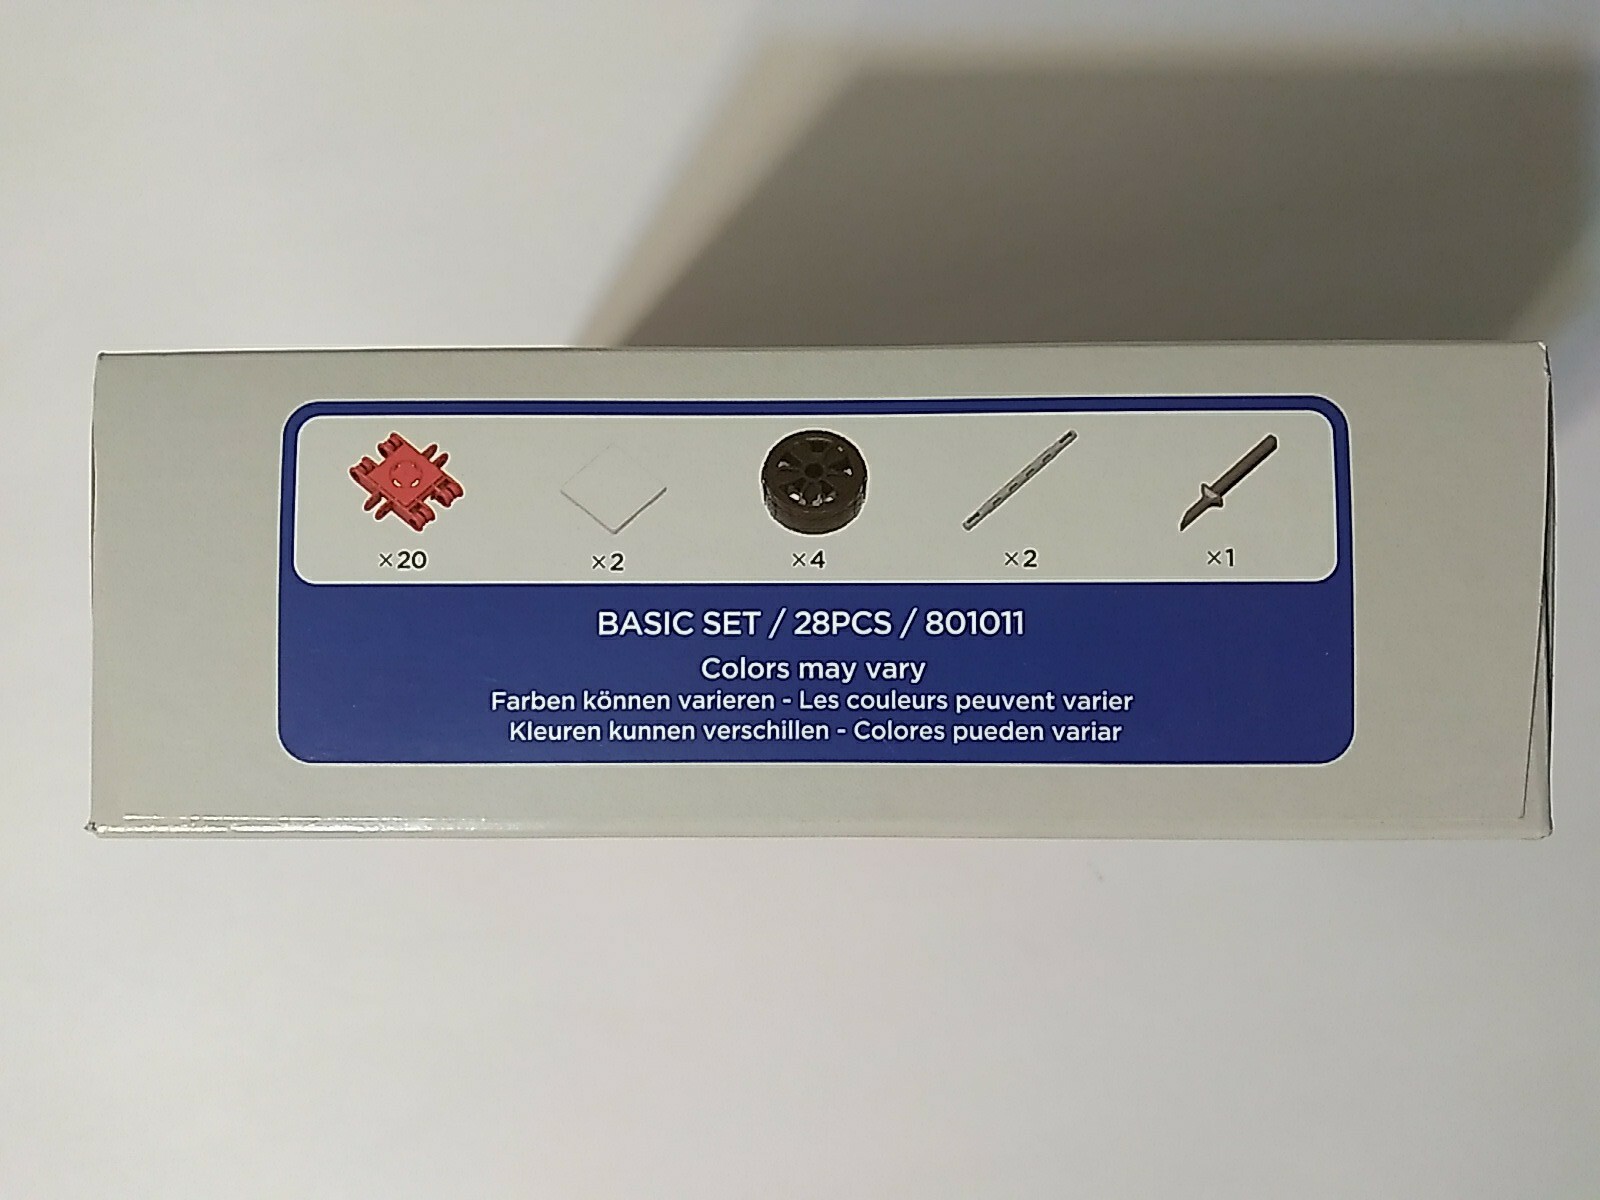 ×20 ×2 ×4 ×2 ×1
BASIC SET / 28PCS / 801011
Colors may vary
Farben können varieren - Les couleurs peuvent varier
Kleuren kunnen verschillen - Colores pueden variar